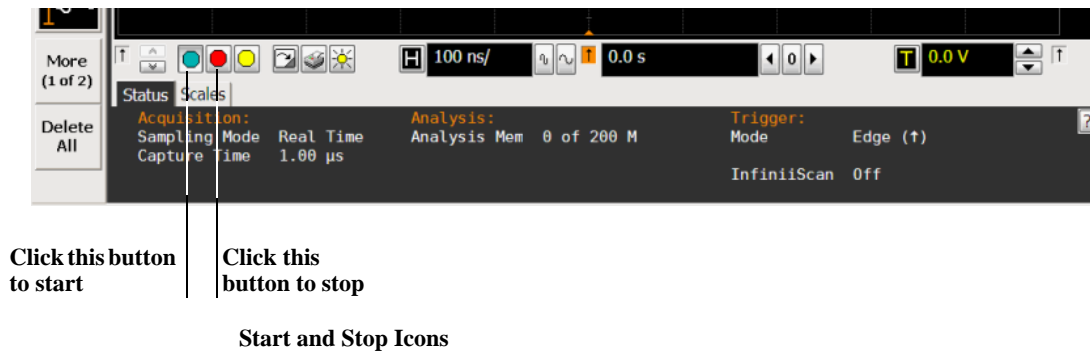 More
(1 of 2)
Delete
All
H 100 ns/
0.0 s
0
T 0.0 V
Status Scales
Acquisition:
Sampling Mode Real Time
Capture Time 1.00 µs
Analysis:
Analysis Mem 0 of 200 M
Trigger:
Mode Edge (↑)
InfiniiScan Off
?
Click this button
to start
Click this
button to stop
Start and Stop Icons